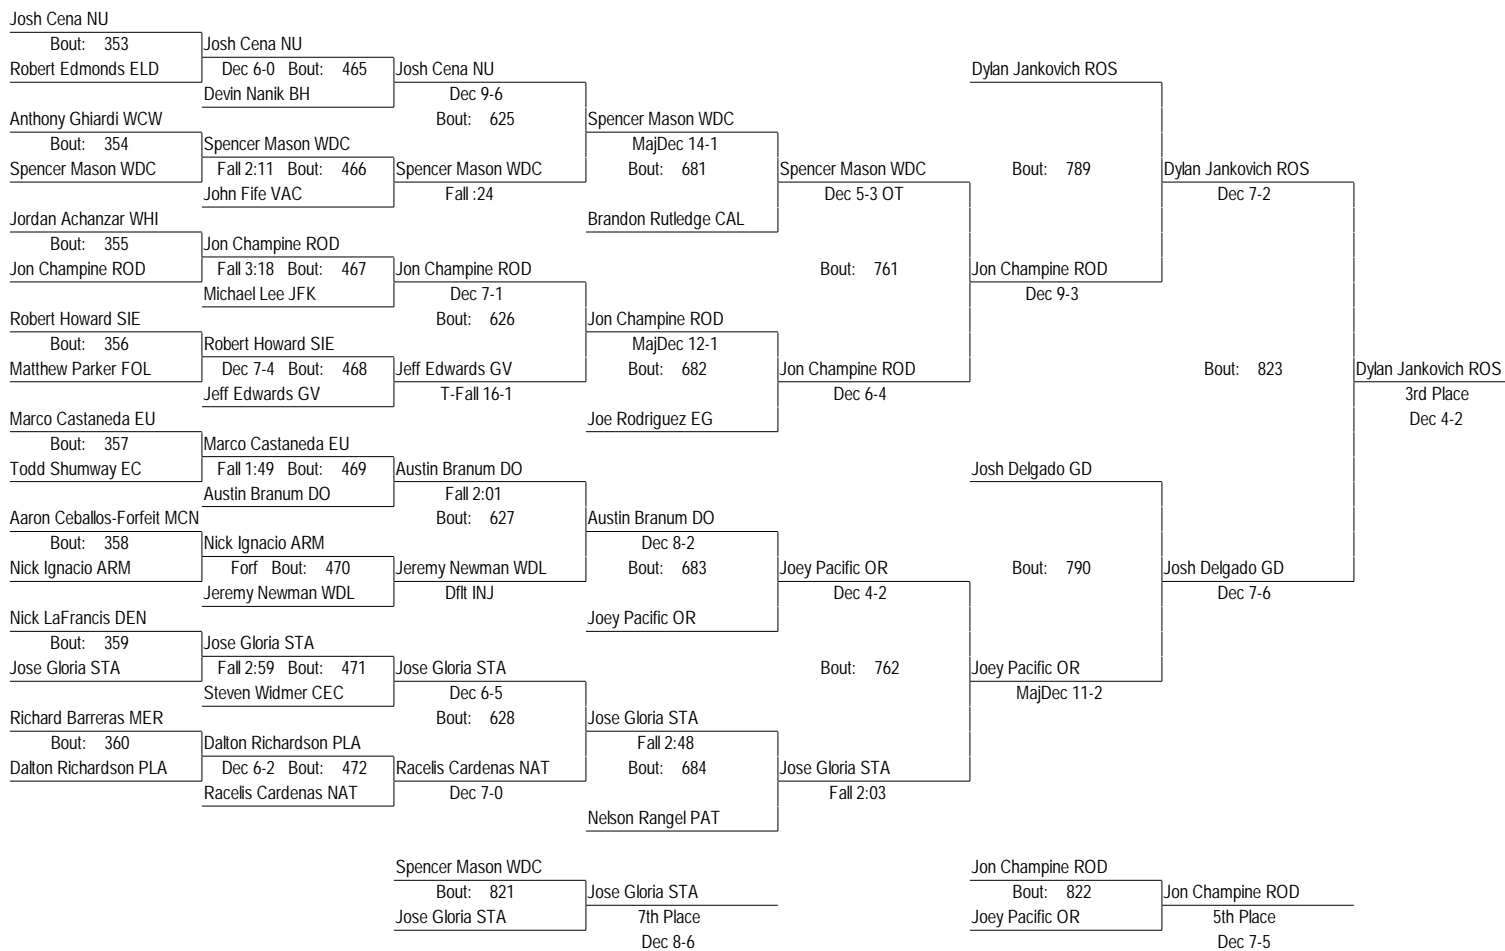 Josh Cena NU
Bout: 353
Robert Edmonds ELD
Anthony Ghiardi WCW
Bout: 354
Spencer Mason WDC
Jordan Achanzar WHI
Bout: 355
Jon Champine ROD
Robert Howard SIE
Bout: 356
Matthew Parker FOL
Marco Castaneda EU
Bout: 357
Todd Shumway EC
Aaron Ceballos-Forfeit MCN
Bout: 358
Nick Ignacio ARM
Nick LaFrancis DEN
Bout: 359
Jose Gloria STA
Richard Barreras MER
Bout: 360
Dalton Richardson PLA
Josh Cena NU
Dec 6-0 Bout: 465
Devin Nanik BH
Spencer Mason WDC
Fall 2:11 Bout: 466
John Fife VAC
Jon Champine ROD
Fall 3:18 Bout: 467
Michael Lee JFK
Robert Howard SIE
Dec 7-4 Bout: 468
Jeff Edwards GV
Marco Castaneda EU
Fall 1:49 Bout: 469
Austin Branum DO
Nick Ignacio ARM
Forf Bout: 470
Jeremy Newman WDL
Jose Gloria STA
Fall 2:59 Bout: 471
Steven Widmer CEC
Dalton Richardson PLA
Dec 6-2 Bout: 472
Racelis Cardenas NAT
Josh Cena NU
Dec 9-6
Bout: 625
Spencer Mason WDC
Fall :24
Jon Champine ROD
Dec 7-1
Bout: 626
Jeff Edwards GV
T-Fall 16-1
Austin Branum DO
Fall 2:01
Bout: 627
Jeremy Newman WDL
Dflt INJ
Jose Gloria STA
Dec 6-5
Bout: 628
Racelis Cardenas NAT
Dec 7-0
Spencer Mason WDC
MajDec 14-1
Bout: 681
Brandon Rutledge CAL
Jon Champine ROD
MajDec 12-1
Bout: 682
Joe Rodriguez EG
Austin Branum DO
Dec 8-2
Bout: 683
Joey Pacific OR
Jose Gloria STA
Fall 2:48
Bout: 684
Nelson Rangel PAT
Spencer Mason WDC
Dec 5-3 OT
Bout: 761
Jon Champine ROD
Dec 6-4
Joey Pacific OR
Dec 4-2
Bout: 762
Jose Gloria STA
Fall 2:03
Dylan Jankovich ROS
Bout: 789
Jon Champine ROD
Dec 9-3
Josh Delgado GD
Bout: 790
Joey Pacific OR
MajDec 11-2
Dylan Jankovich ROS
Dec 7-2
Bout: 823
Josh Delgado GD
Dec 7-6
Dylan Jankovich ROS
3rd Place
Dec 4-2
Spencer Mason WDC
Bout: 821
Jose Gloria STA
Jose Gloria STA
7th Place
Dec 8-6
Jon Champine ROD
Bout: 822
Joey Pacific OR
Jon Champine ROD
5th Place
Dec 7-5